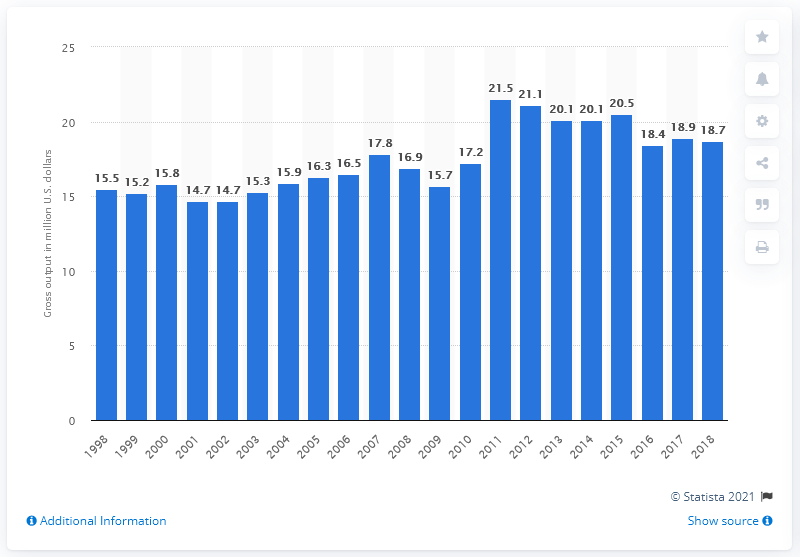 25
20
15
10
5
0
Gross output in million U.S. dollars
15.5 15.2 15.8 14.7 14.7 15.3 15.9 16.3 16.5 17.8 16.9 15.7 17.2 21.5 21.1 20.1 20.1 20.5 18.4 18.9 18.7
1998 1999 2000 2001 2002 2003 2004 2005 2006 2007 2008 2009 2010 2011 2012 2013 2014 2015 2016 2017 2018
© Statista 2021
Additional Information
Show source